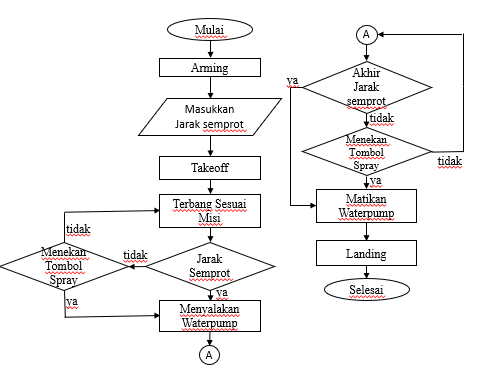 Mulai
Arming
Masukkan
Jarak semprot
Takeoff
Terbang Sesuai
Misi
tidak
Menekan
Tombol
Spray
tidak
Jarak
Semprot
ya
ya
Menyalakan
Waterpump
A
A
Akhir
Jarak
semprot
ya
tidak
Menekan
Tombol
Spray
tidak
ya
Matikan
Waterpump
Landing
Selesai